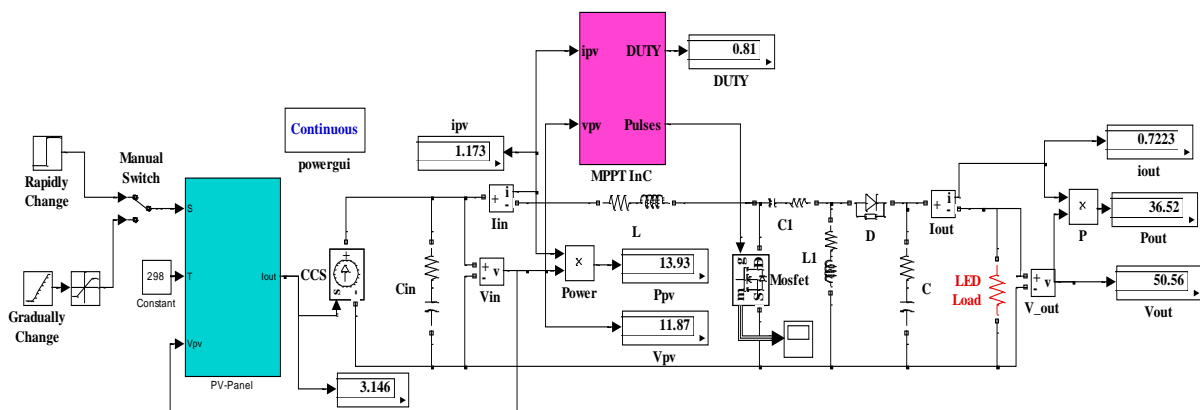 ipv
vpv
DUTY
Pulses
MPPT InC
0.81
DUTY
Continuous
powergui
ipv
1.173
Rapidly
Change
Manual
Switch
Gradually
Change
298
Constant
S
T
Vpv
Iout
PV-Panel
3.146
CCS
+
-
s
Cin
+
i
-
Iin
+
v
-
Vin
x
Power
13.93
Ppv
11.87
Vpv
L
g
D
m
S
Mosfet
C1
L1
D
C
+
i
-
Iout
LED
Load
+
v
-
V_out
0.7223
iout
x
P
36.52
Pout
50.56
Vout